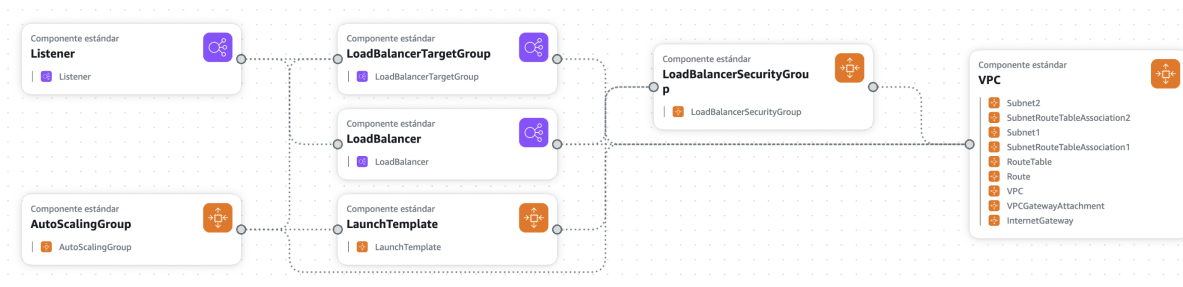 Componente estándar
Listener
Listener
Componente estándar
LoadBalancerTargetGroup
LoadBalancerTargetGroup
Componente estándar
LoadBalancer
LoadBalancer
Componente estándar
AutoScalingGroup
AutoScalingGroup
Componente estándar
LaunchTemplate
LaunchTemplate
Componente estándar
LoadBalancerSecurityGrou
p
LoadBalancerSecurityGroup
Componente estándar
VPC
Subnet2
SubnetRouteTableAssociation2
Subnet1
SubnetRouteTableAssociation1
RouteTable
Route
VPC
VPCGatewayAttachment
InternetGateway